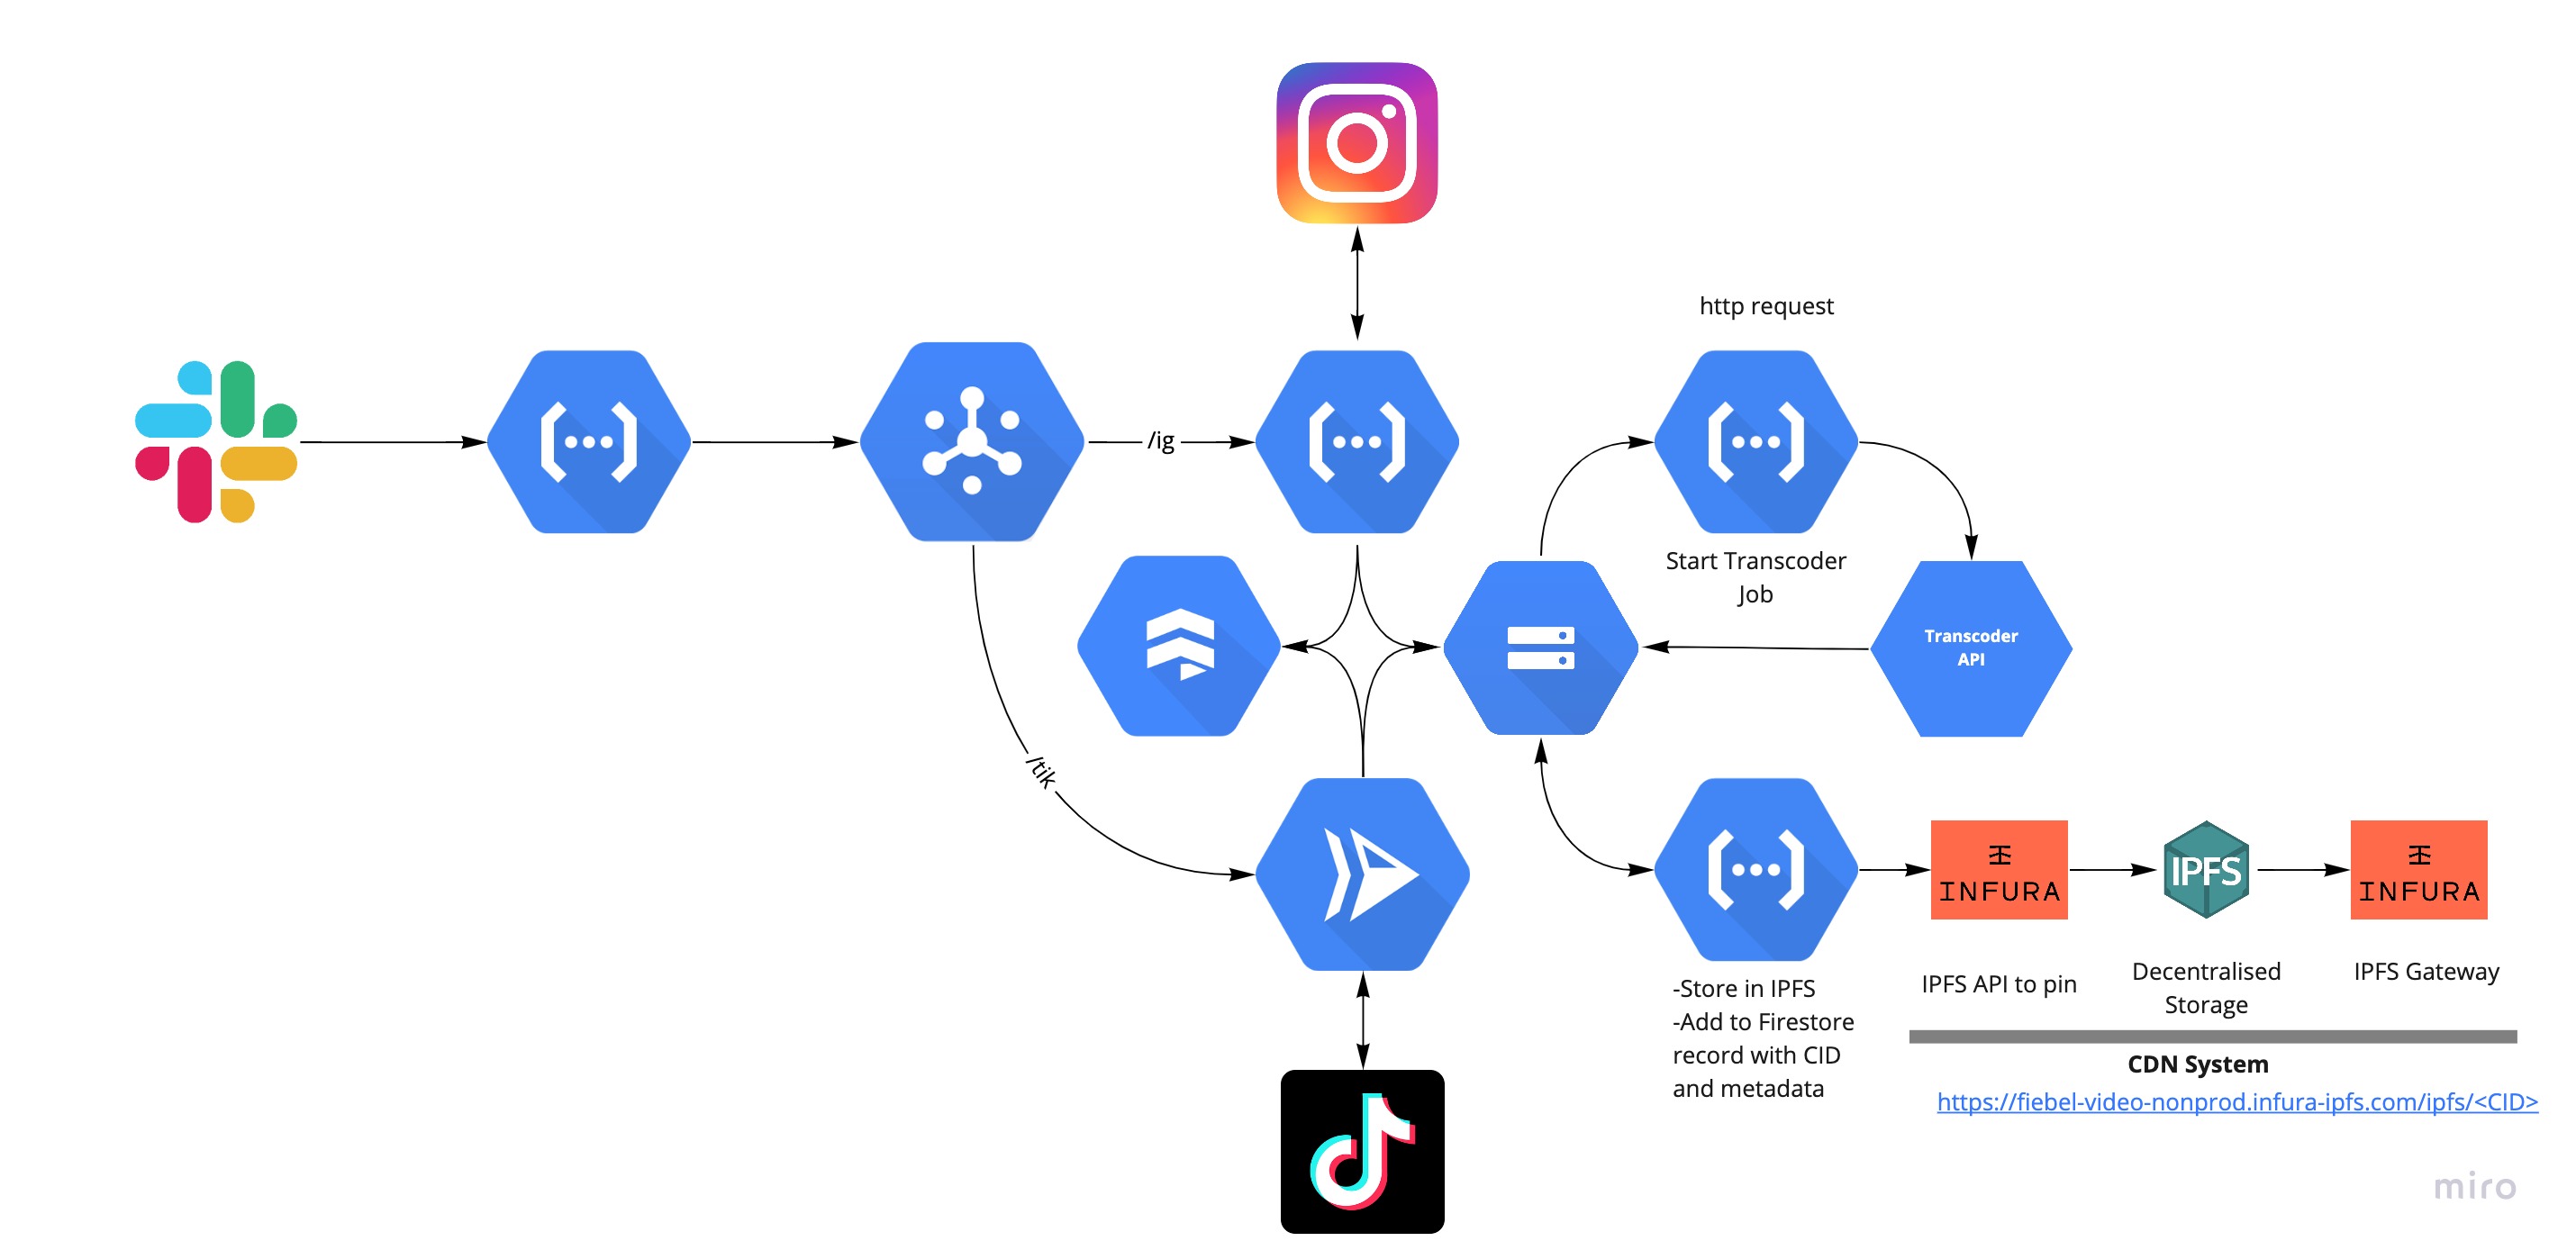 http request
/ig
Start Transcoder
Job
Transcoder
API
/tik
INFURA
IPFS
INFURA
IPFS API to pin
Decentralised
Storage
IPFS Gateway
-Store in IPFS
-Add to Firestore
record with CID
and metadata
CDN System
https://fiebel-video-nonprod.infura-ipfs.com/ipfs/<CID>
miro